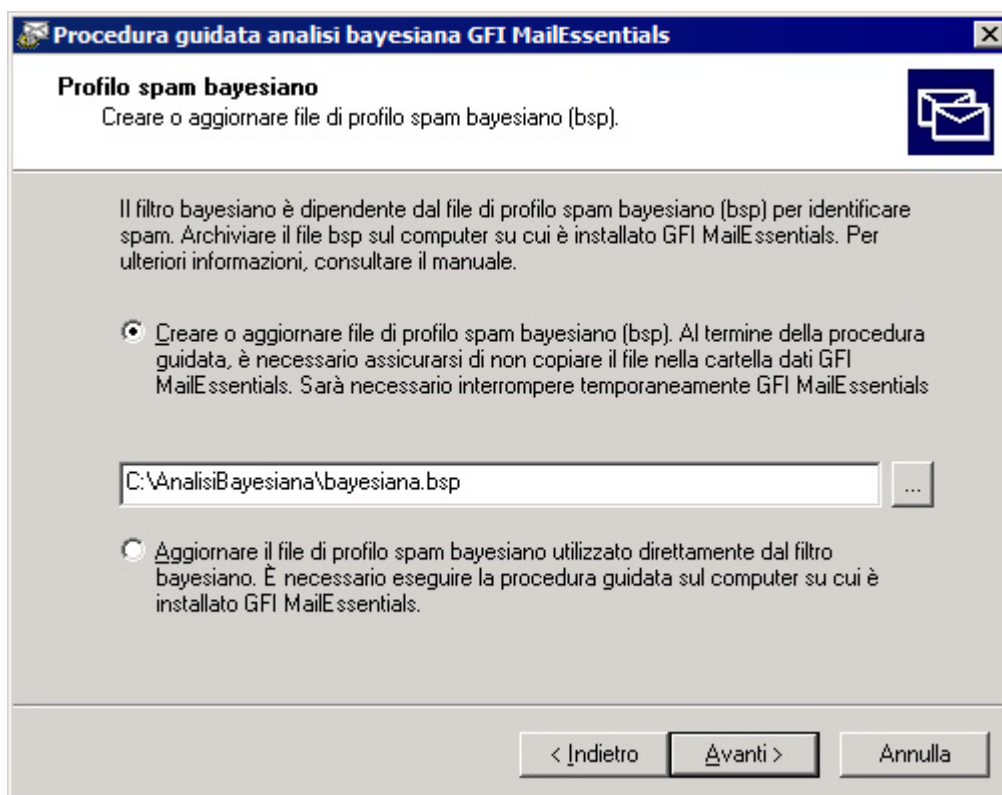 Procedura guidata analisi bayesiana GFI MailEssentials
Profilo spam bayesiano
Creare o aggiornare file di profilo spam bayesiano (bsp).
Il filtro bayesiano è dipendente dal file di profilo spam bayesiano (bsp) per identificare
spam. Archiviare il file bsp sul computer su cui è installato GFI MailEssentials. Per
ulteriori informazioni, consultare il manuale.
Creare o aggiornare file di profilo spam bayesiano (bsp). Al termine della procedura
guidata, è necessario assicurarsi di non copiare il file nella cartella dati GFI
MailEssentials. Sarà necessario interrompere temporaneamente GFI MailEssentials
C:\AnalisiBayesiana\bayesiana.bsp
...
Aggiornare il file di profilo spam bayesiano utilizzato direttamente dal filtro
bayesiano. È necessario eseguire la procedura guidata sul computer su cui è
installato GFI MailEssentials.
< Indietro
Avanti >
Annulla